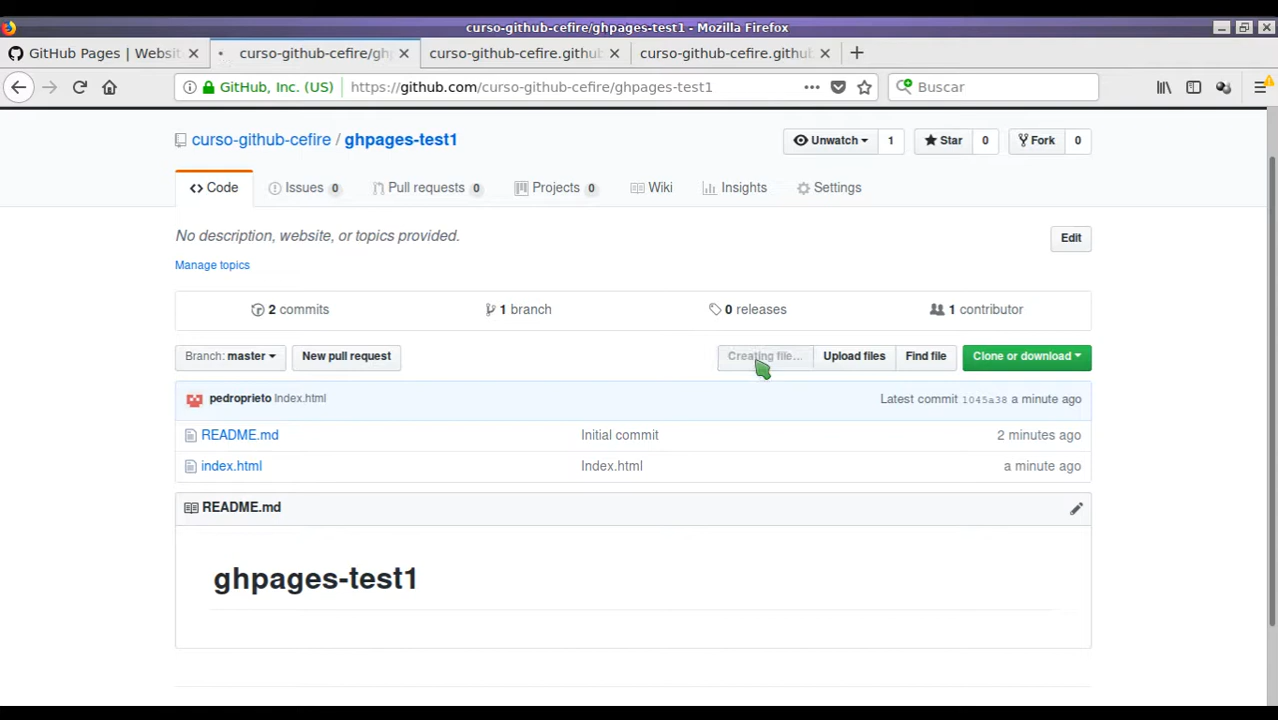 curso-github-cefire/ghpages-test1 - Mozilla Firefox
GitHub Pages | Websit
curso-github-cefire/ghp
curso-github-cefire.github
curso-github-cefire.github
GitHub, Inc. (US)
https://github.com/curso-github-cefire/ghpages-test1
Buscar
curso-github-cefire / ghpages-test1
Unwatch 1
Star 0
Fork 0
Code
Issues 0
Pull requests 0
Projects 0
Wiki
Insights
Settings
No description, website, or topics provided.
Edit
Manage topics
2 commits
1 branch
0 releases
1 contributor
Branch: master
New pull request
Creating file...
Upload files
Find file
Clone or download
pedroprieto Index.html
Latest commit 1045a38 a minute ago
README.md Initial commit 2 minutes ago
index.html Index.html a minute ago
README.md
ghpages-test1